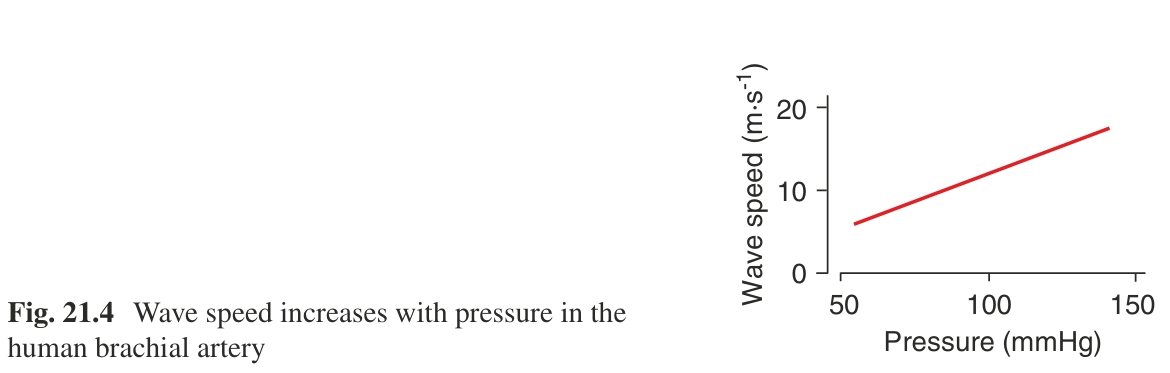 Fig. 21.4 Wave speed increases with pressure in the
human brachial artery
Wave speed (m·s⁻¹)
20
10
0
50 100 150
Pressure (mmHg)